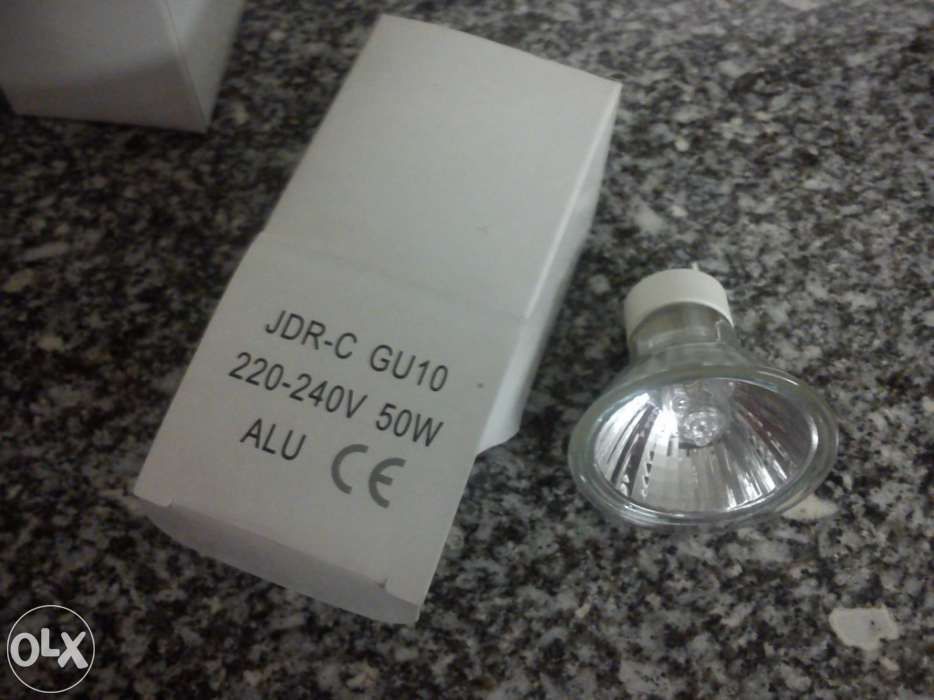 JDR-C GU10
220-240V 50W
ALU CE
OLX